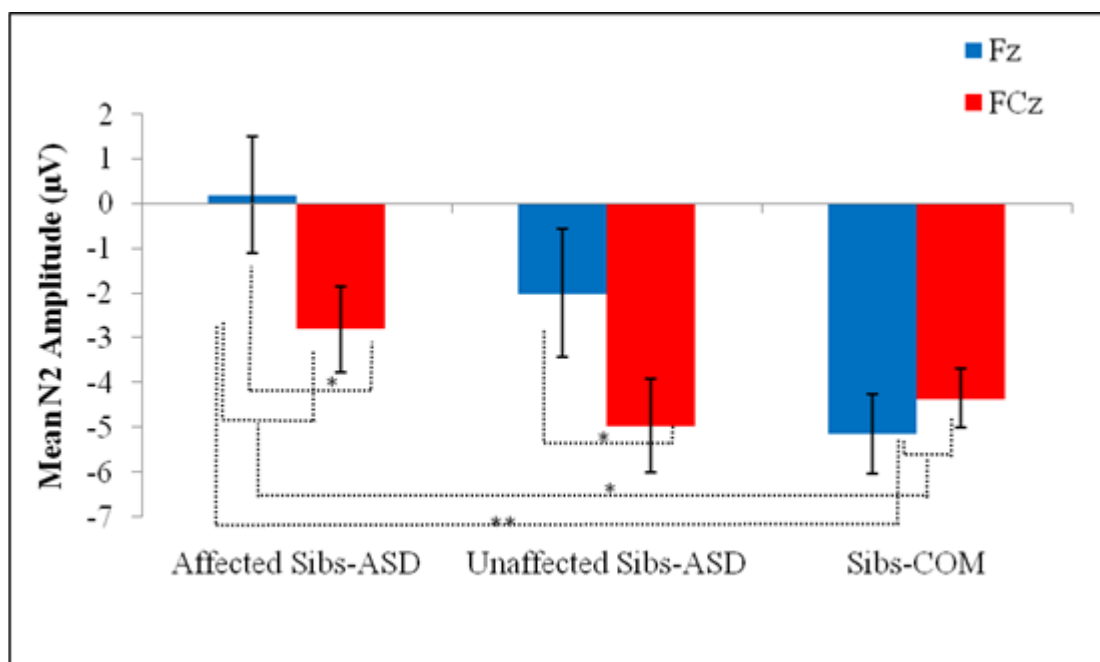 Fz
FCz
Mean N2 Amplitude (µV)
2
1
0
-1
-2
-3
-4
-5
-6
-7
*
*
*
**
Affected Sibs-ASD
Unaffected Sibs-ASD
Sibs-COM